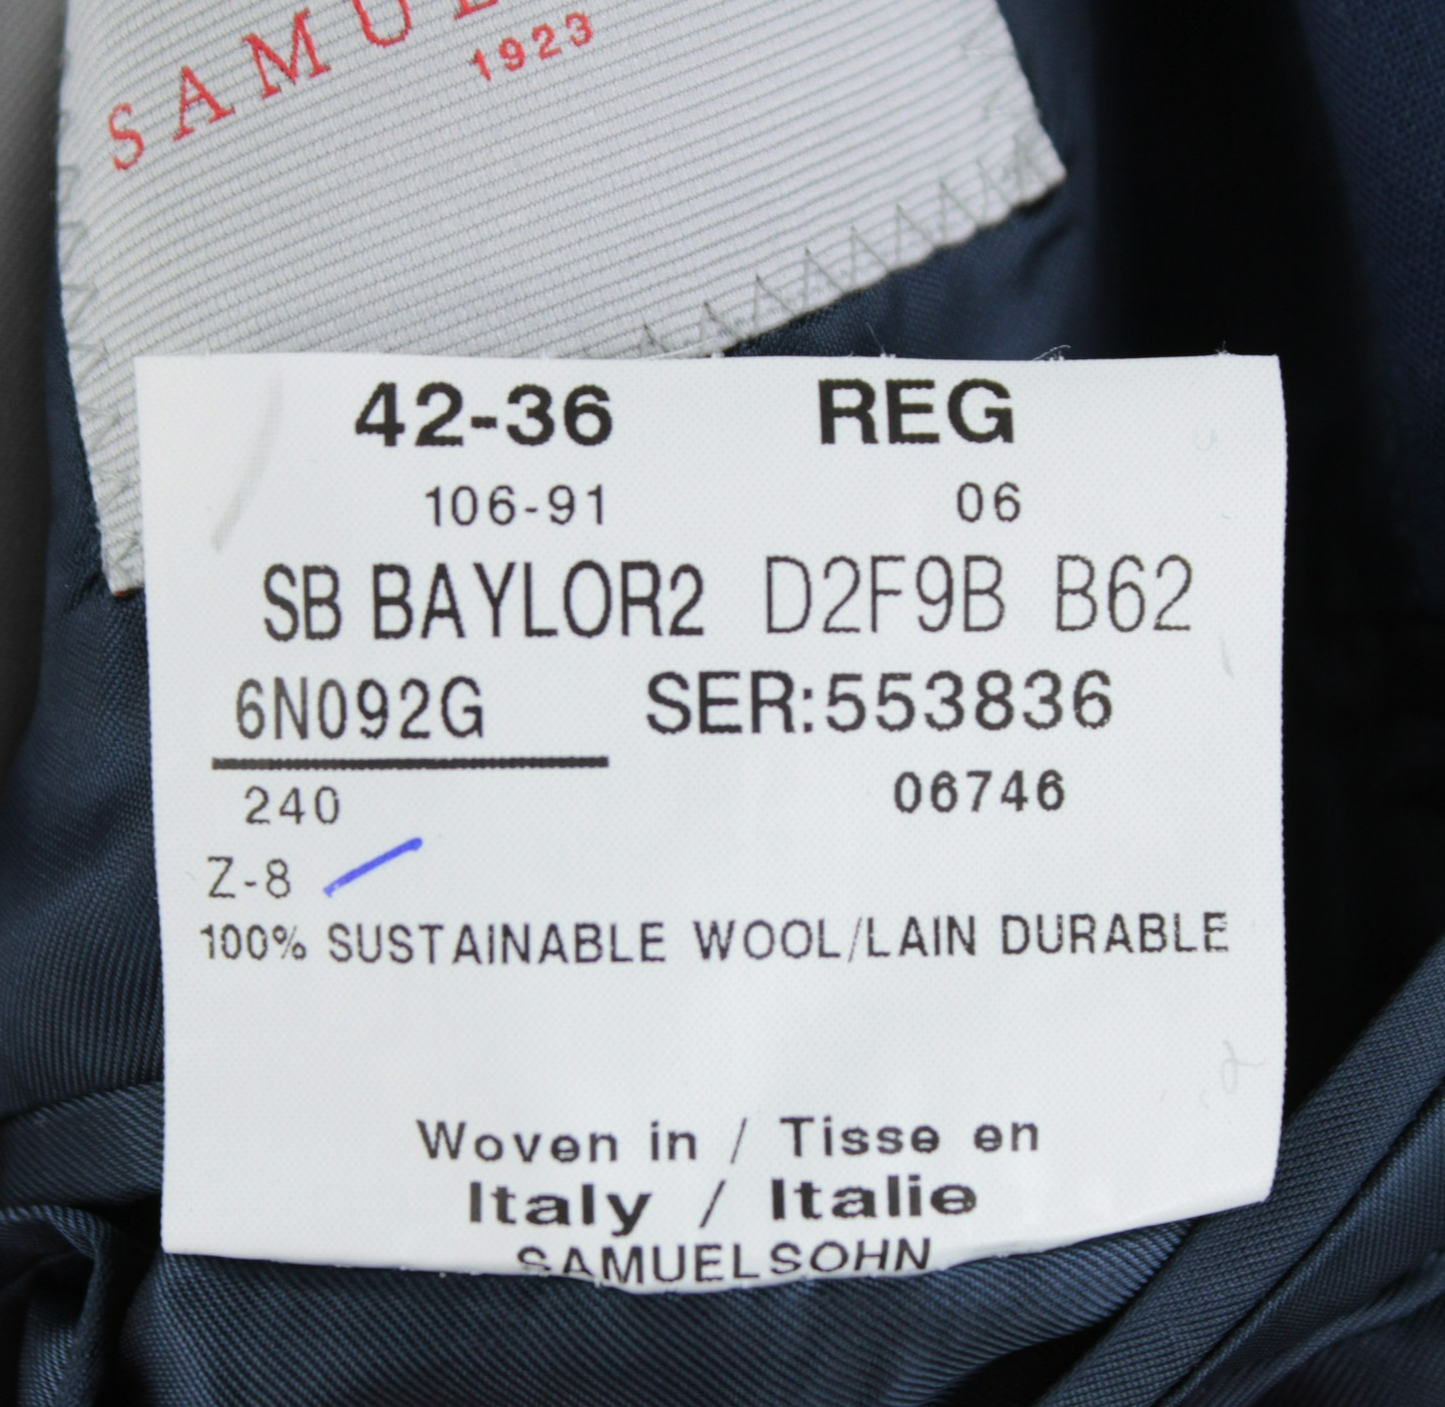 SAMUE
1923
42-36 REG
106-91 06
SB BAYLOR2 D2F9B B62
6N092G SER:553836
240 06746
Z-8
100% SUSTAINABLE WOOL/LAIN DURABLE
Woven in / Tisse en
Italy / Italie
SAMUELSOHN